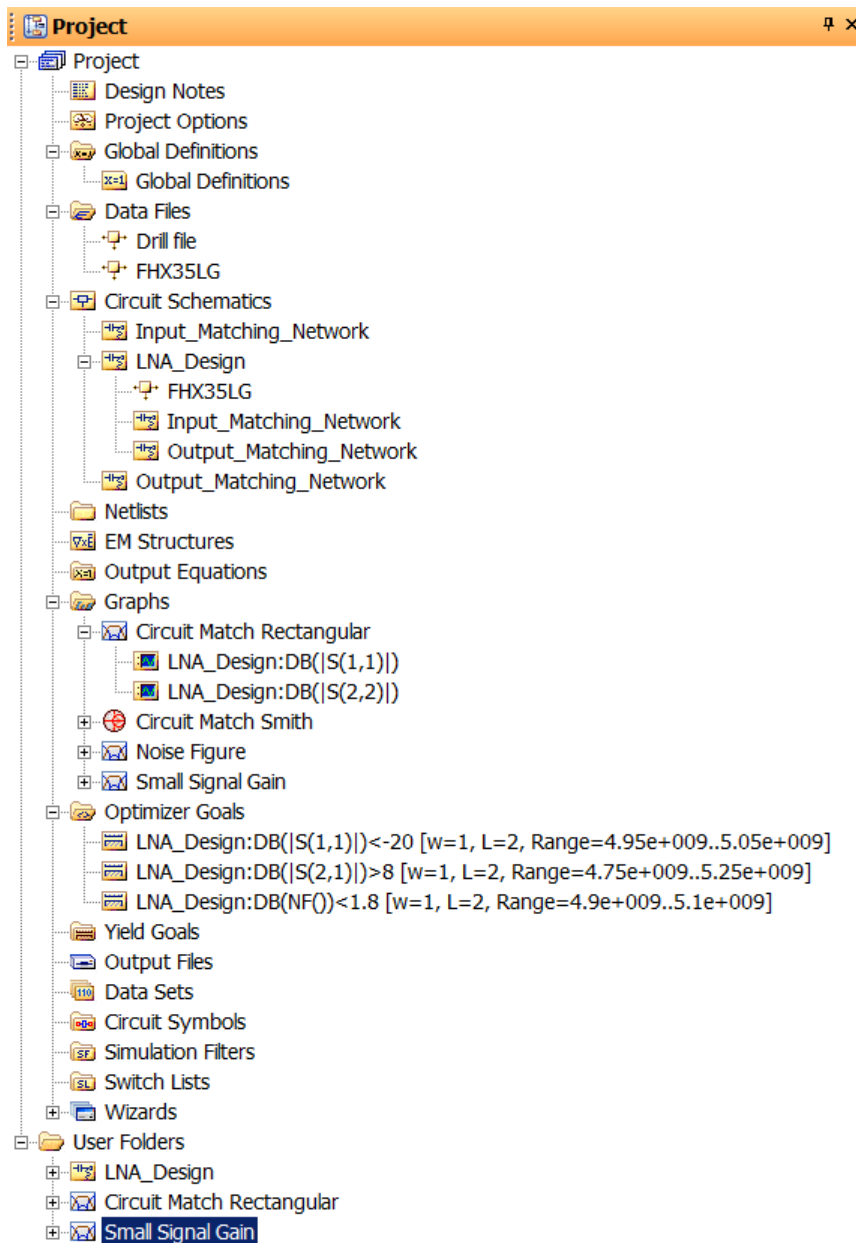 Project
Project
Design Notes
Project Options
Global Definitions
Global Definitions
Data Files
Drill file
FHX35LG
Circuit Schematics
Input_Matching_Network
LNA_Design
FHX35LG
Input_Matching_Network
Output_Matching_Network
Output_Matching_Network
Netlists
EM Structures
Output Equations
Graphs
Circuit Match Rectangular
LNA_Design:DB(|S(1,1)|)
LNA_Design:DB(|S(2,2)|)
Circuit Match Smith
Noise Figure
Small Signal Gain
Optimizer Goals
LNA_Design:DB(|S(1,1)|)<-20 [w=1, L=2, Range=4.95e+009..5.05e+009]
LNA_Design:DB(|S(2,1)|)>8 [w=1, L=2, Range=4.75e+009..5.25e+009]
LNA_Design:DB(NF())<1.8 [w=1, L=2, Range=4.9e+009..5.1e+009]
Yield Goals
Output Files
Data Sets
Circuit Symbols
Simulation Filters
Switch Lists
Wizards
User Folders
LNA_Design
Circuit Match Rectangular
Small Signal Gain